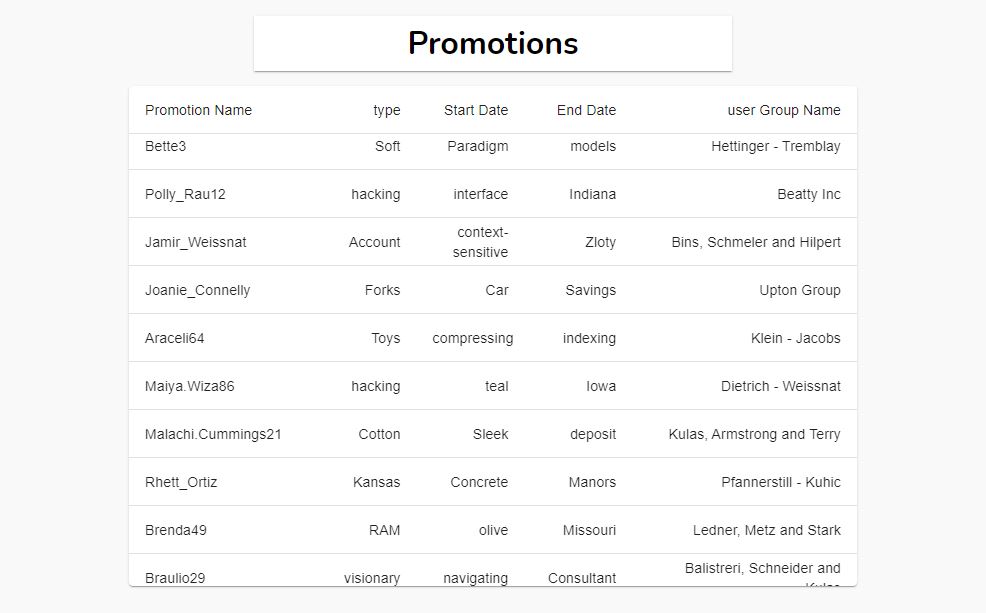 Promotions
Promotion Name type Start Date End Date user Group Name
Bette3 Soft Paradigm models Hettinger - Tremblay
Polly_Rau12 hacking interface Indiana Beatty Inc
Jamir_Weissnat Account context-
sensitive Zloty Bins, Schmeler and Hilpert
Joanie_Connelly Forks Car Savings Upton Group
Araceli64 Toys compressing indexing Klein - Jacobs
Maiya.Wiza86 hacking teal Iowa Dietrich - Weissnat
Malachi.Cummings21 Cotton Sleek deposit Kulas, Armstrong and Terry
Rhett_Ortiz Kansas Concrete Manors Pfannerstill - Kuhic
Brenda49 RAM olive Missouri Ledner, Metz and Stark
Braulio29 visionary navigating Consultant Balistreri, Schneider and